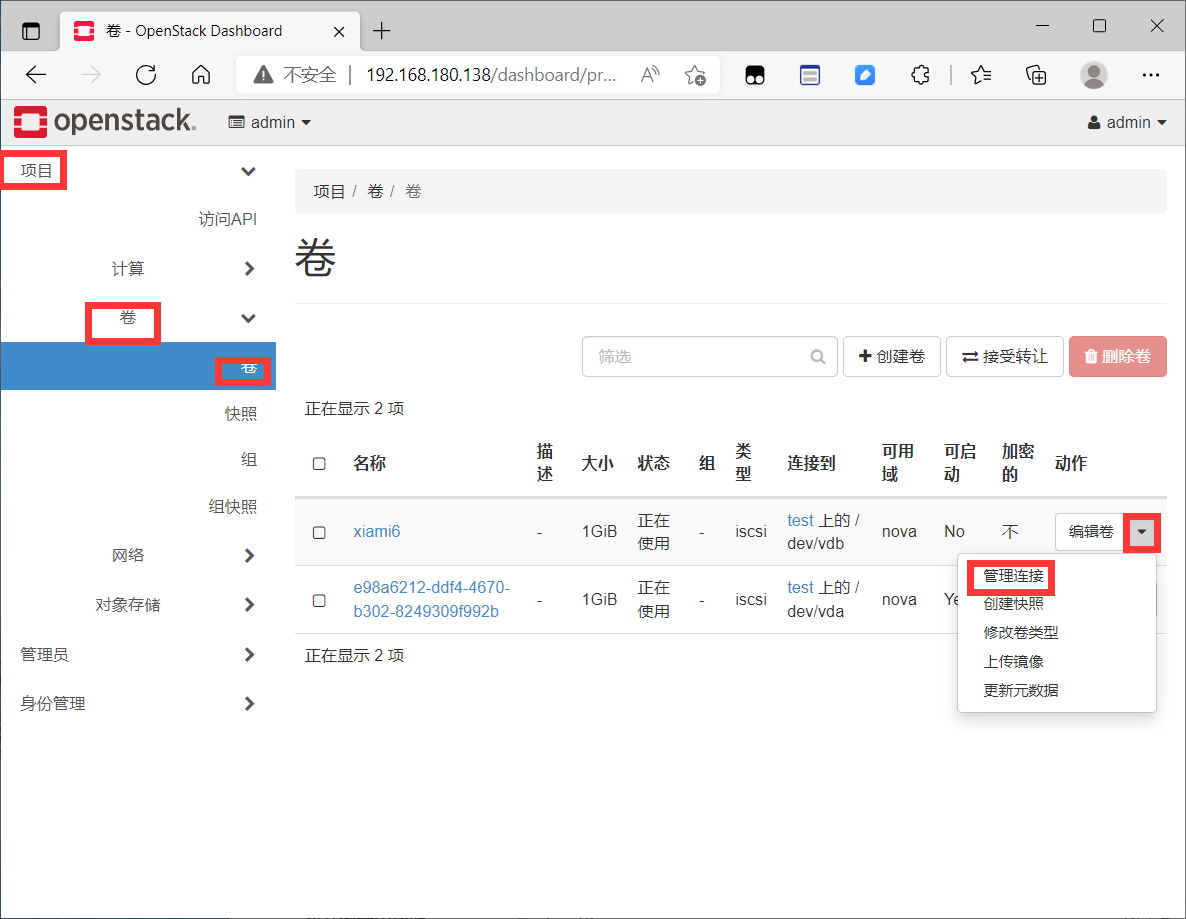 卷 - OpenStack Dashboard
不安全 192.168.180.138/dashboard/pr...
openstack. admin admin
项目
访问API
计算
卷
卷
快照
组
组快照
网络
对象存储
管理员
身份管理
项目 / 卷 / 卷
卷
筛选 创建卷 接受转让 删除卷
正在显示 2 项
名称 描述 大小 状态 组 类型 连接到 可用域 可启动 加密的 动作
xiami6 - 1GiB 正在使用 - iscsi test 上的 /dev/vdb nova No 不 编辑卷
e98a6212-ddf4-4670-b302-8249309f992b - 1GiB 正在使用 - iscsi test 上的 /dev/vda nova
管理连接
创建快照
修改卷类型
上传镜像
更新元数据
正在显示 2 项